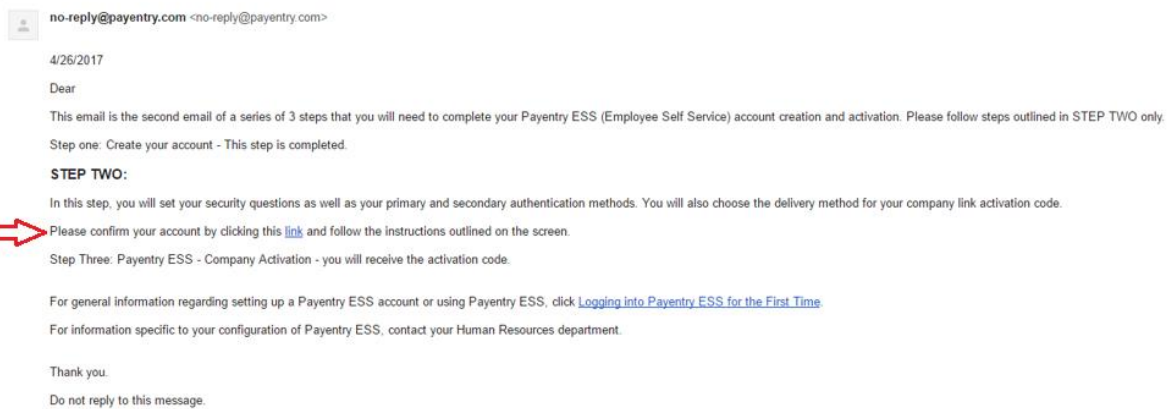 no-reply@payentry.com <no-reply@payentry.com>
4/26/2017
Dear
This email is the second email of a series of 3 steps that you will need to complete your Payentry ESS (Employee Self Service) account creation and activation. Please follow steps outlined in STEP TWO only.
Step one: Create your account - This step is completed.
STEP TWO:
In this step, you will set your security questions as well as your primary and secondary authentication methods. You will also choose the delivery method for your company link activation code.
Please confirm your account by clicking this link and follow the instructions outlined on the screen.
Step Three: Payentry ESS - Company Activation - you will receive the activation code.
For general information regarding setting up a Payentry ESS account or using Payentry ESS, click Logging into Payentry ESS for the First Time.
For information specific to your configuration of Payentry ESS, contact your Human Resources department.
Thank you.
Do not reply to this message.